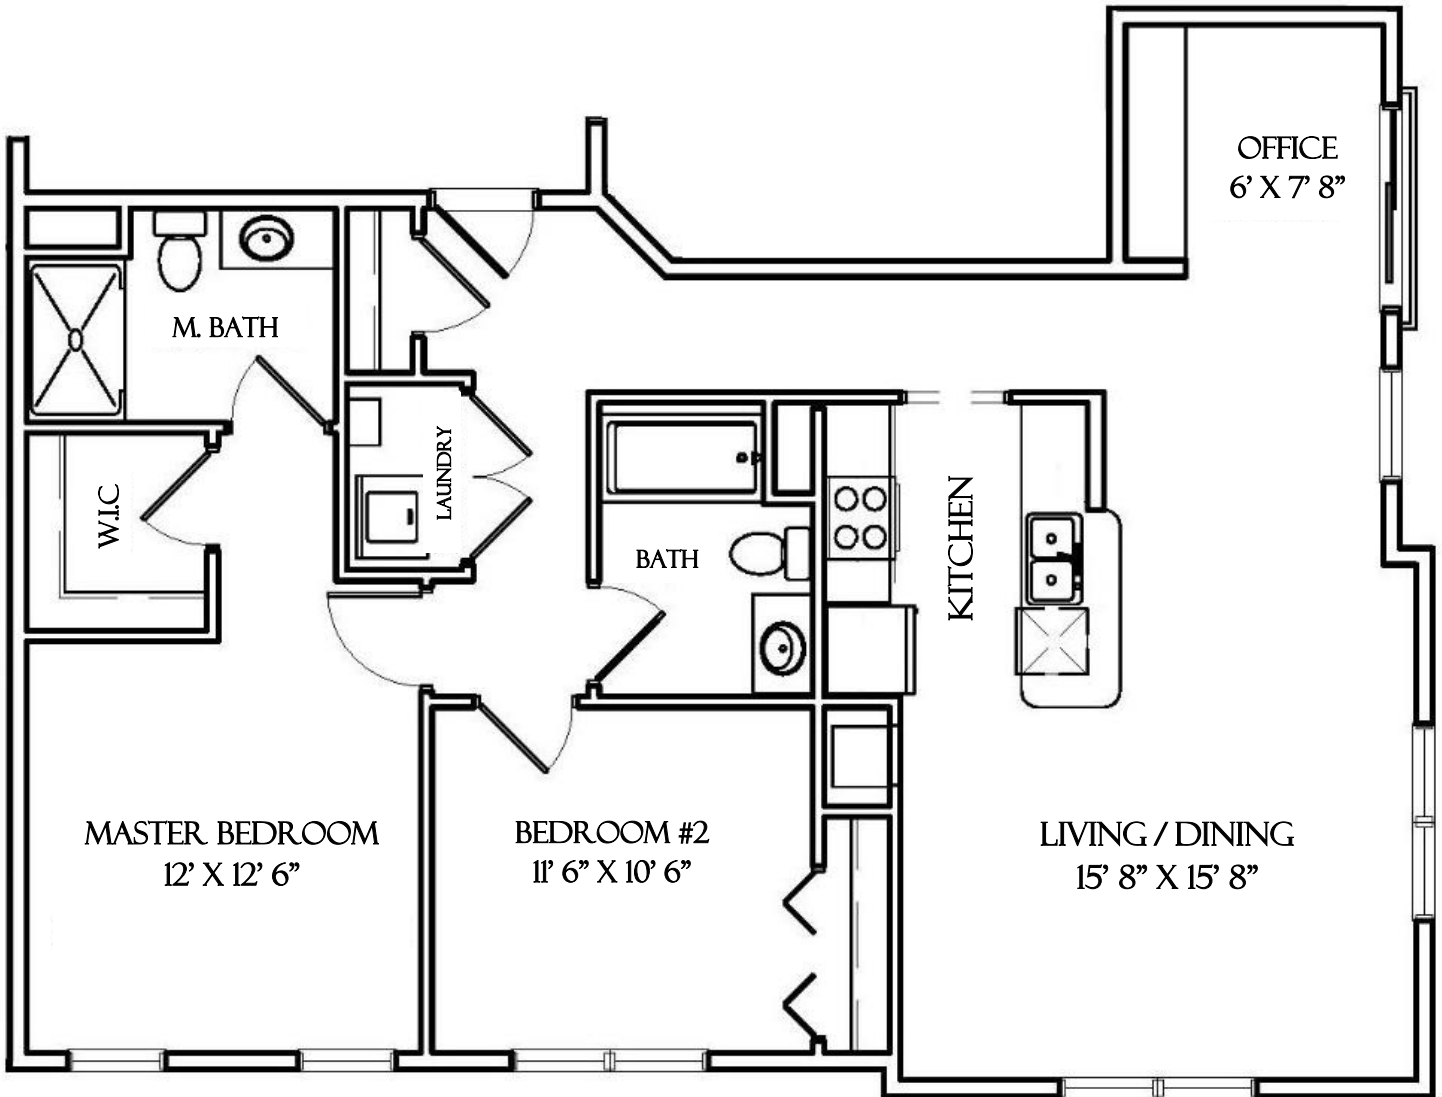 OFFICE
6' X 7' 8"
M. BATH
LAUNDRY
W.I.C
BATH
KITCHEN
MASTER BEDROOM
12' X 12' 6"
BEDROOM #2
11' 6" X 10' 6"
LIVING / DINING
15' 8" X 15' 8"